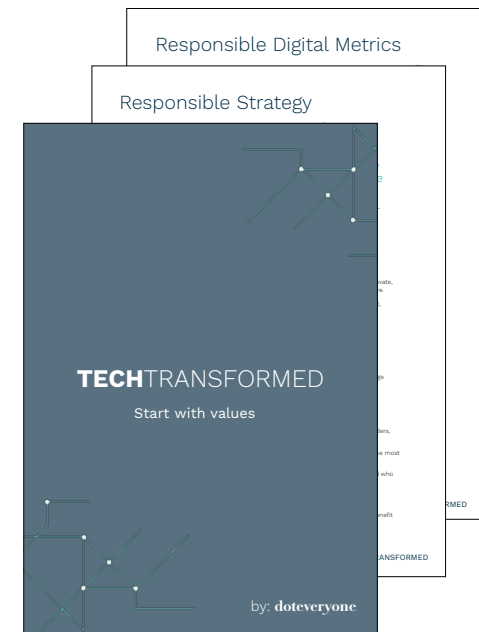 Responsible Digital Metrics
Responsible Strategy
TECHTRANSFORMED
Start with values
by: doteveryone